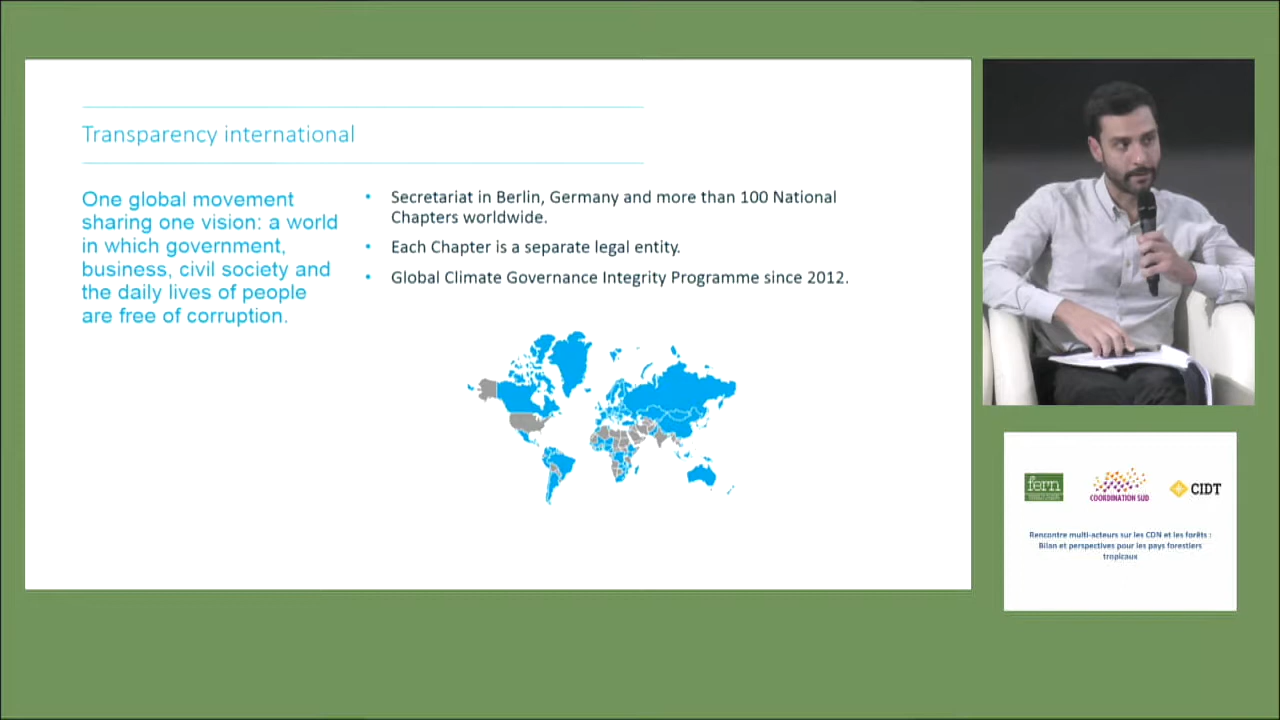 Transparency international
One global movement
sharing one vision: a world
in which government,
business, civil society and
the daily lives of people
are free of corruption.
• Secretariat in Berlin, Germany and more than 100 National
Chapters worldwide.
• Each Chapter is a separate legal entity.
• Global Climate Governance Integrity Programme since 2012.
fern
COORDINATION SUD
CIDT
Rencontre multi-acteurs sur les CDN et les forêts :
Bilan et perspectives pour les pays forestiers
tropicaux